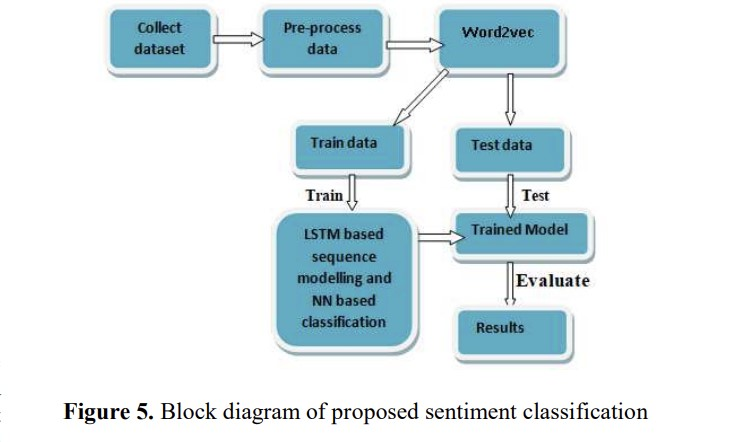 Collect
dataset
Pre-process
data
Word2vec
Train data
Test data
Train
Test
LSTM based
sequence
modelling and
NN based
classification
Trained Model
Evaluate
Results
Figure 5. Block diagram of proposed sentiment classification